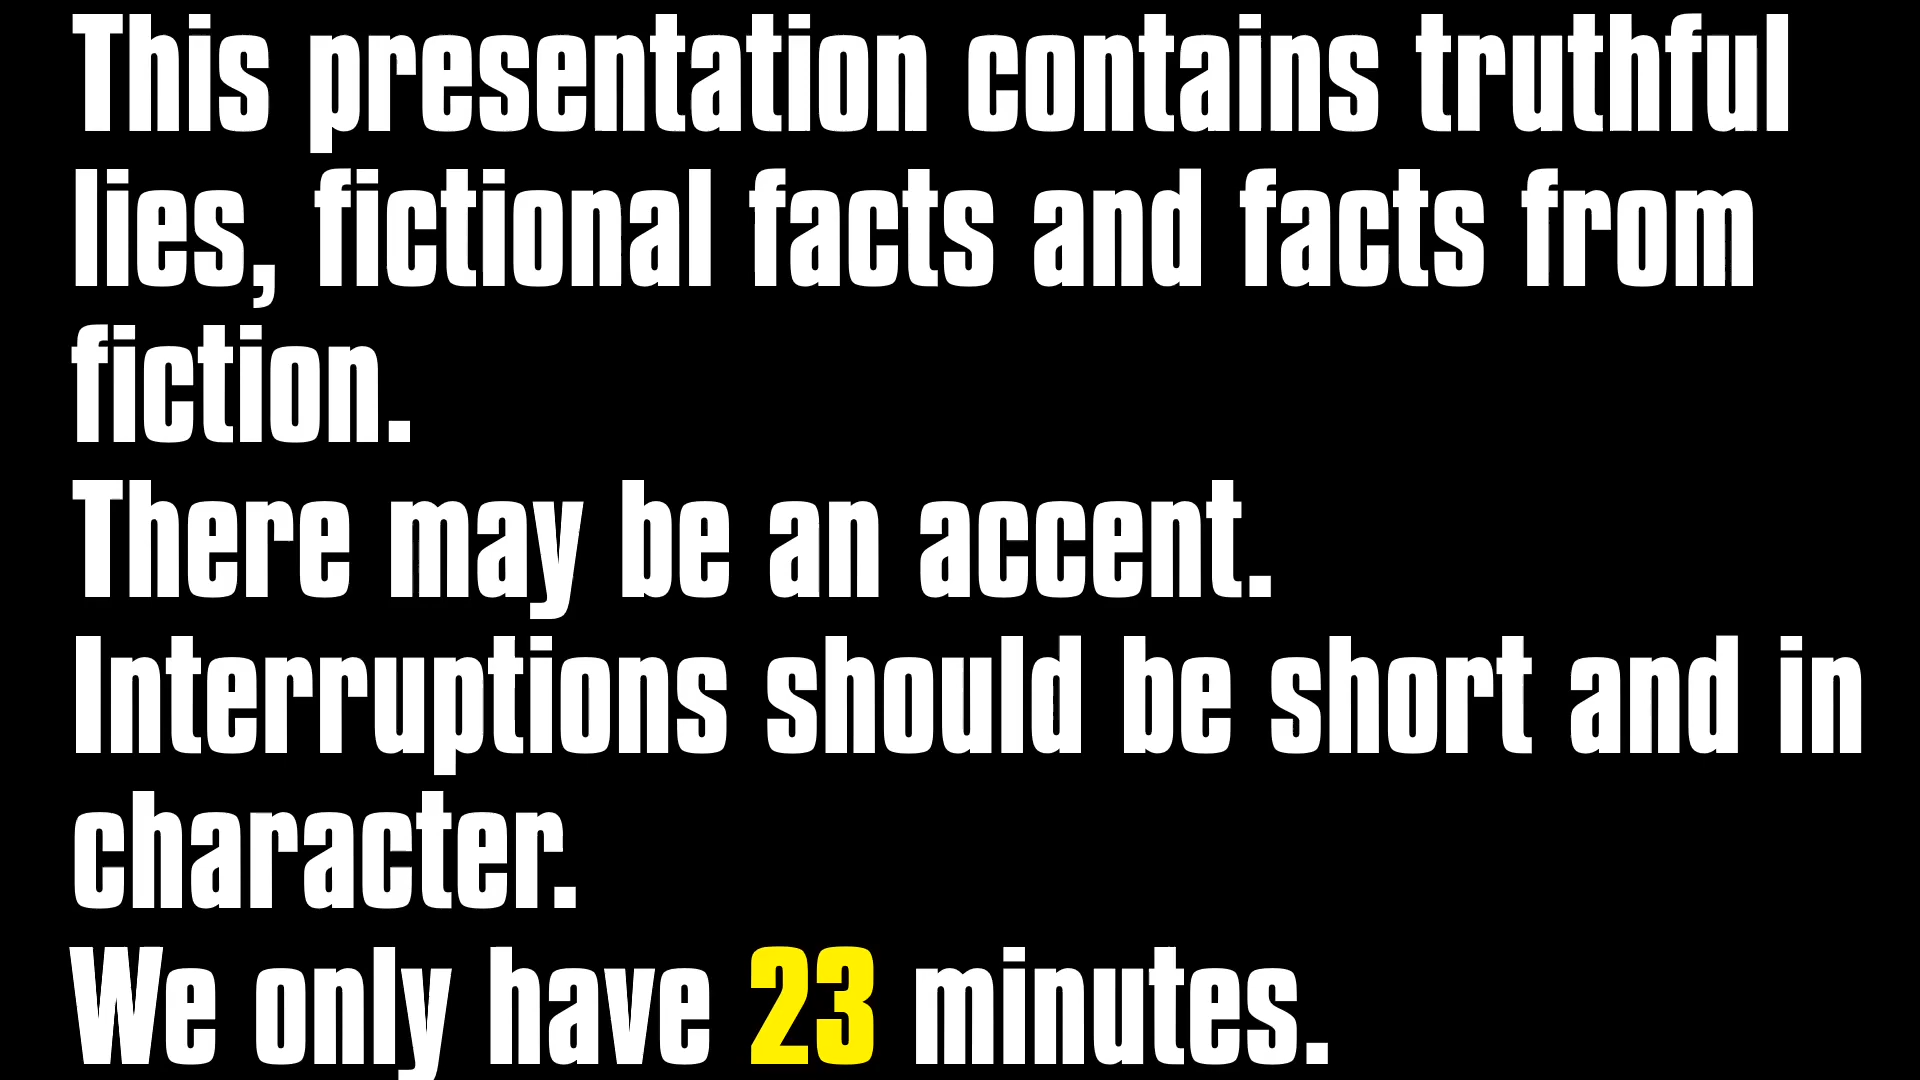 This presentation contains truthful
lies, fictional facts and facts from
fiction.
There may be an accent.
Interruptions should be short and in
character.
We only have 23 minutes.